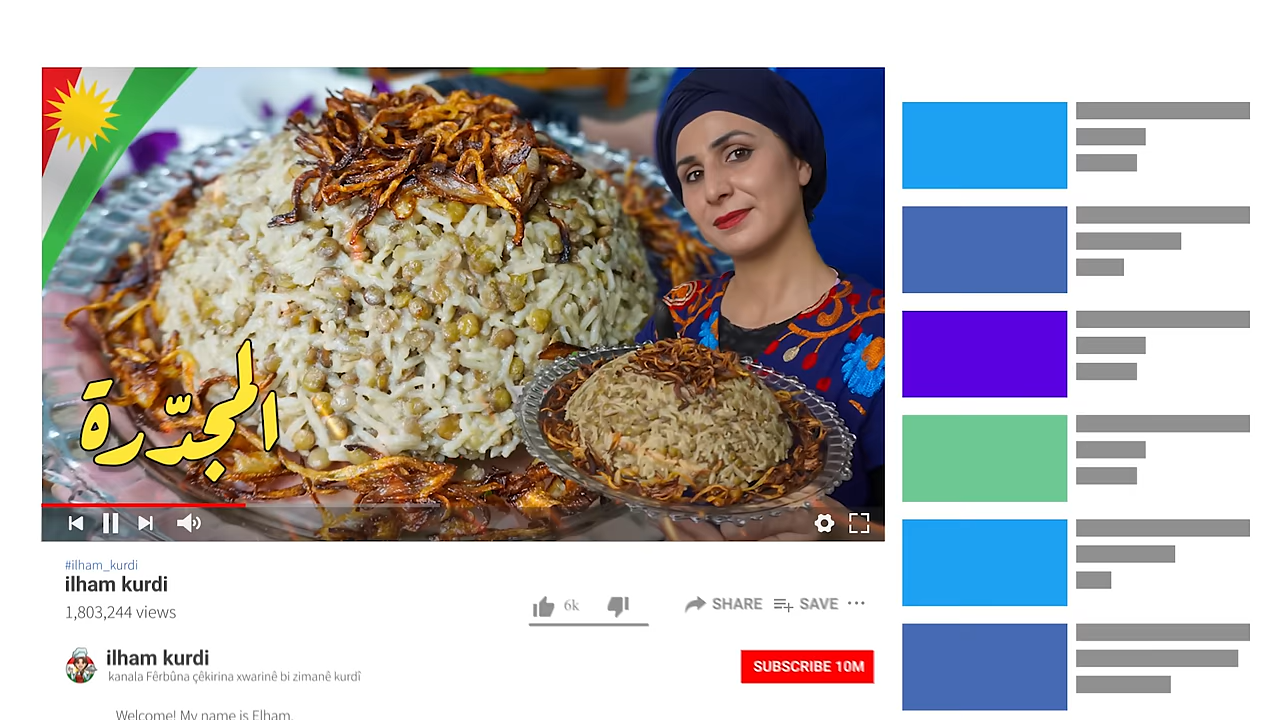 المجدّرة
#ilham_kurdi
ilham kurdi
1,803,244 views
6k
SHARE
SAVE
ilham kurdi
kanala Fêrbûna çêkirina xwarinê bi zimanê kurdî
SUBSCRIBE 10M
Welcome! My name is Elham.